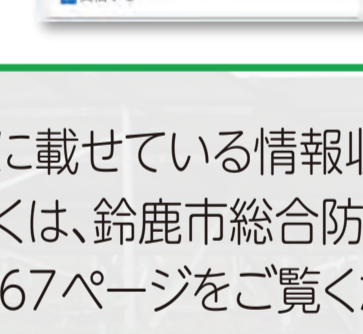 に載せている情報
くは、鈴鹿市総合防
67ページをご覧く